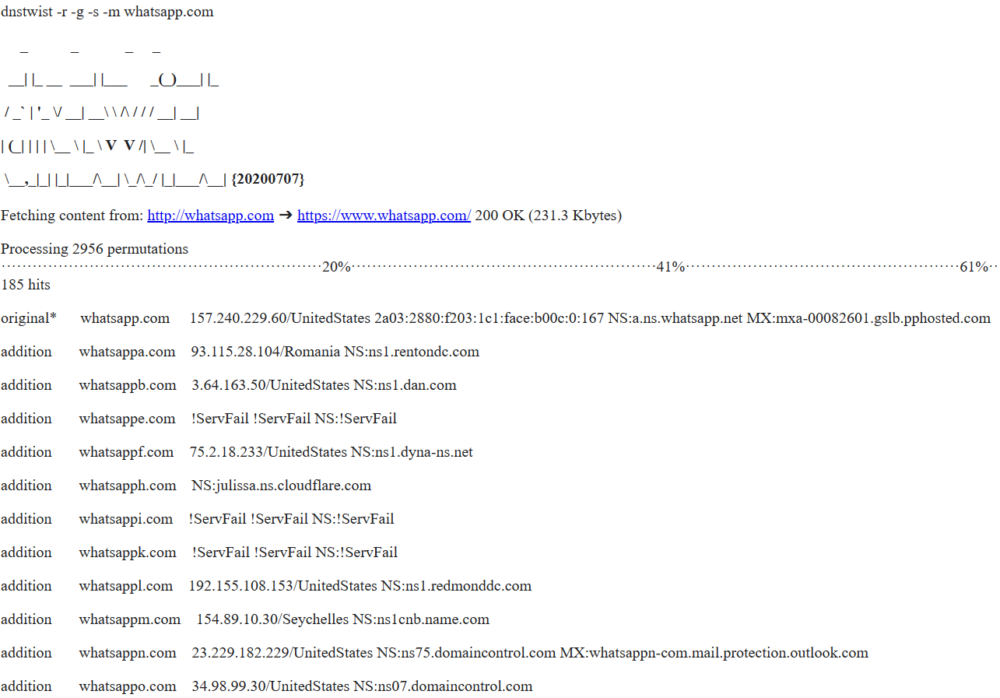 dnstwist -r -g -s -m whatsapp.com
_ _ _ _
__| |_ __ ___| |___ _(_)___| |_
/ _` | '_ \/ __| __\ \ /\ / / / __| __|
| (_| | | | \__ \ |_ \ V V /| \__ \ |_
\__,_|_| |_|___/\__| \_/\_/ |_|___/\__| {20200707}
Fetching content from: http://whatsapp.com ➔ https://www.whatsapp.com/ 200 OK (231.3 Kbytes)
Processing 2956 permutations
·····························································20%··························································41%····················································61%··
185 hits
original* whatsapp.com 157.240.229.60/UnitedStates 2a03:2880:f203:1c1:face:b00c:0:167 NS:a.ns.whatsapp.net MX:mxa-00082601.gslb.pphosted.com
addition whatsappa.com 93.115.28.104/Romania NS:ns1.rentondc.com
addition whatsappb.com 3.64.163.50/UnitedStates NS:ns1.dan.com
addition whatsappe.com !ServFail !ServFail NS:!ServFail
addition whatsappf.com 75.2.18.233/UnitedStates NS:ns1.dyna-ns.net
addition whatsapph.com NS:julissa.ns.cloudflare.com
addition whatsappi.com !ServFail !ServFail NS:!ServFail
addition whatsappk.com !ServFail !ServFail NS:!ServFail
addition whatsappl.com 192.155.108.153/UnitedStates NS:ns1.redmonddc.com
addition whatsappm.com 154.89.10.30/Seychelles NS:ns1cnb.name.com
addition whatsappn.com 23.229.182.229/UnitedStates NS:ns75.domaincontrol.com MX:whatsappn-com.mail.protection.outlook.com
addition whatsappo.com 34.98.99.30/UnitedStates NS:ns07.domaincontrol.com